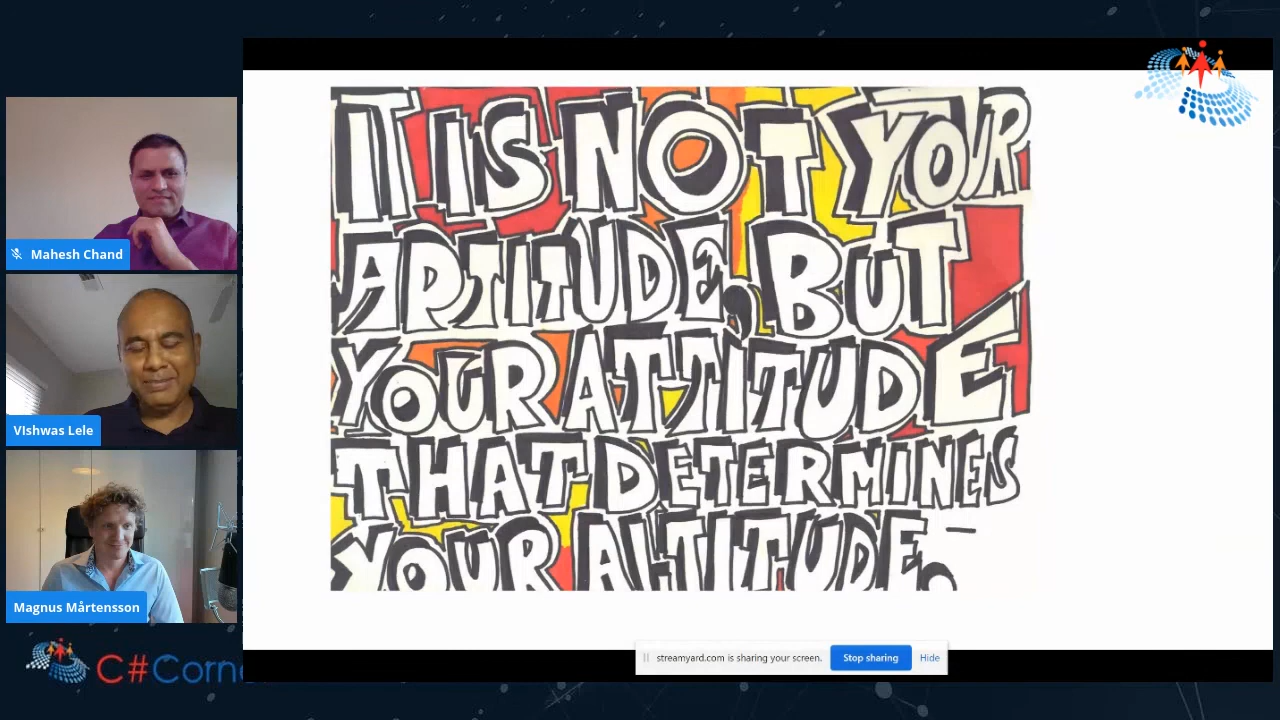 Mahesh Chand
VIshwas Lele
Magnus Mårtensson
C#Corne
IT IS NOT YOUR
APTITUDE, BUT
YOUR ATTITUDE
THAT DETERMINES
YOUR ALTITUDE.
streamyard.com is sharing your screen. Stop sharing Hide